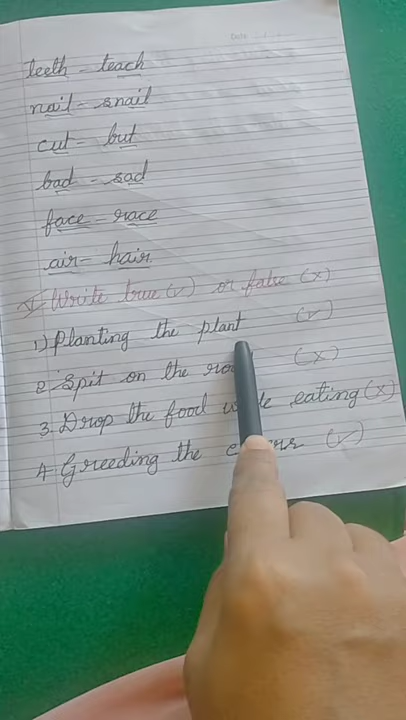 Date
teeth - teach
nail - snail
cut - but
bad - sad
face - race
air - hair
V. Write true (✓) or false (x)
1) Planting the plant (✓)
2. Spit on the (x)
3. Drop the food eating (x)
4. Greeding the (✓)